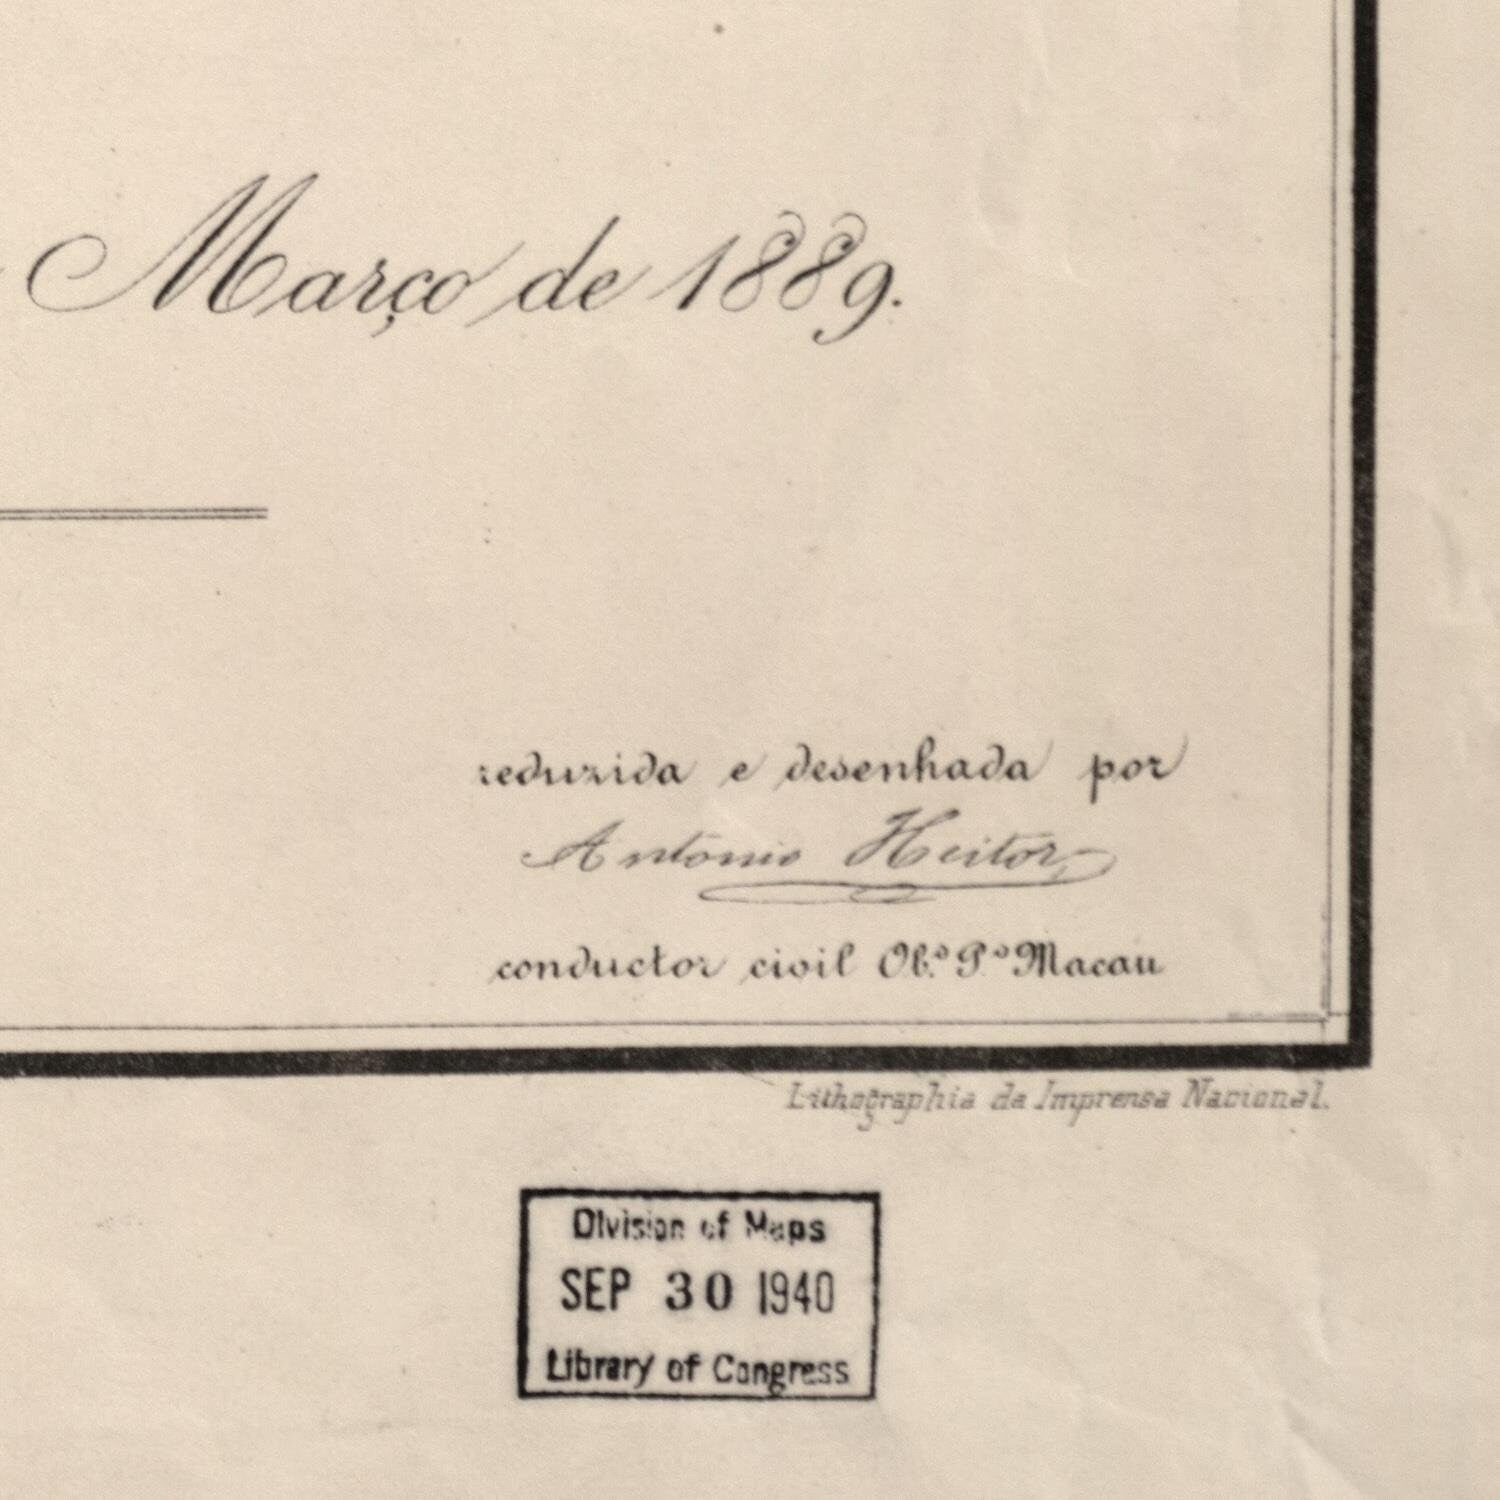 Março de 1889.
reduzida e desenhada por
Antonio Heitor
conductor civil Ob.ˢ P.ˢ Macau
Lithographia da Imprensa Nacional.
Division of Maps
SEP 30 1940
Library of Congress